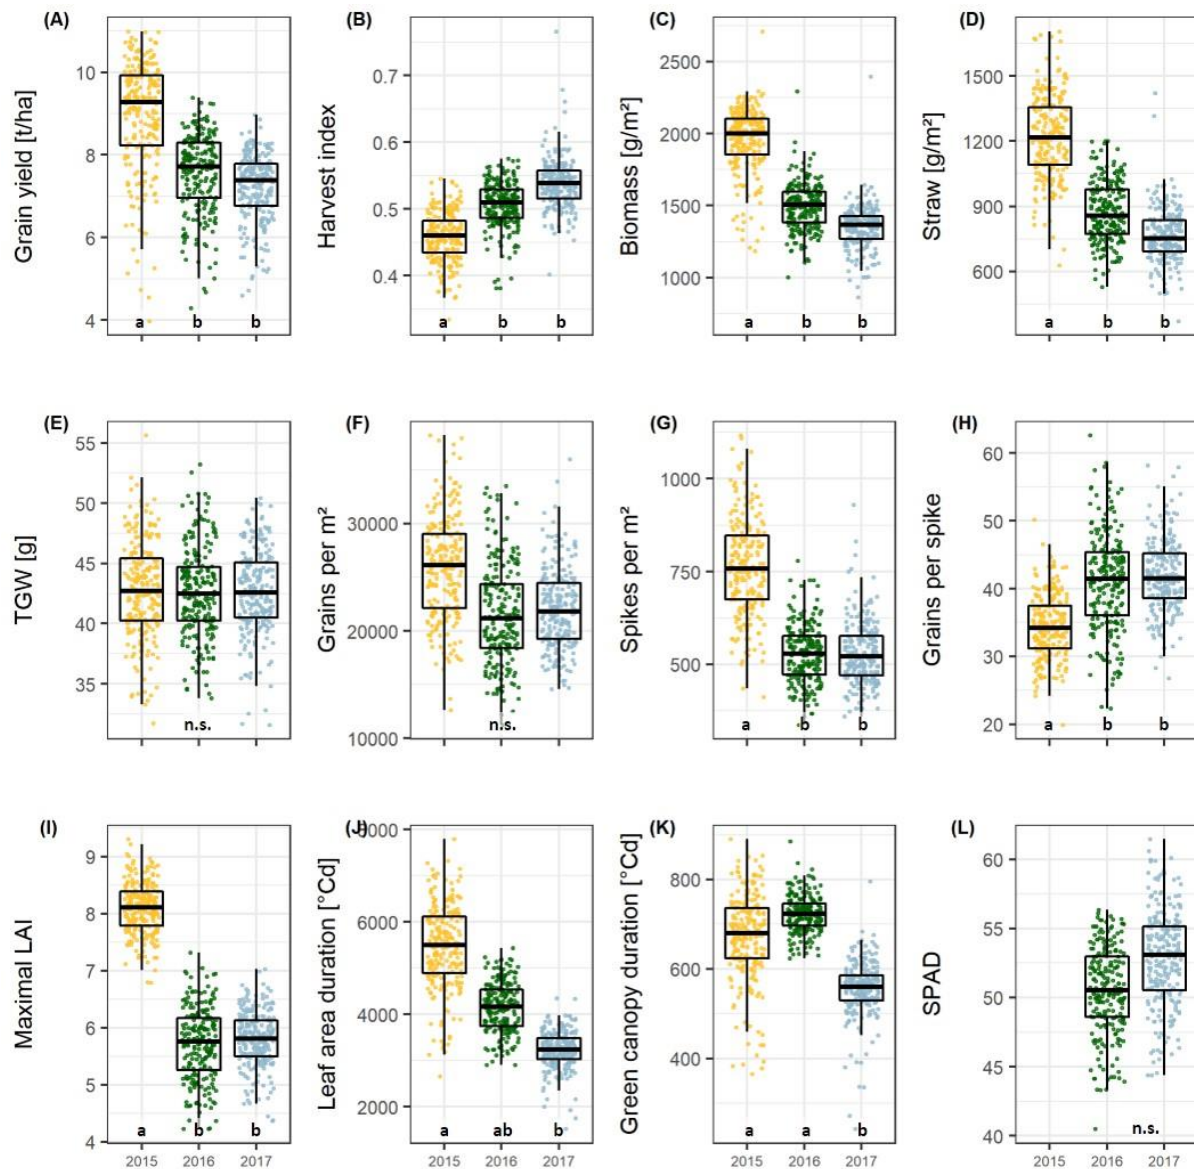 (A) (B) (C) (D)
Grain yield [t/ha] Harvest index Biomass [g/m²] Straw [g/m²]
10 0.7 2500 1500
8 0.6 2000 1200
6 0.5 1500 900
4 0.4 1000 600
a b b a b b a b b a b b
(E) (F) (G) (H)
TGW [g] Grains per m² Spikes per m² Grains per spike
55 30000 1000 60
50 20000 750 50
45 10000 500 40
40 30
35 20
n.s. n.s. a b b a b b
(I) (J) (K) (L)
Maximal LAI Leaf area duration [°Cd] Green canopy duration [°Cd] SPAD
9 8000 800 60
8 6000 600 55
7 4000 400 50
6 2000 45
5 40
4
a b b a ab b a a b n.s.
2015 2016 2017 2015 2016 2017 2015 2016 2017 2015 2016 2017